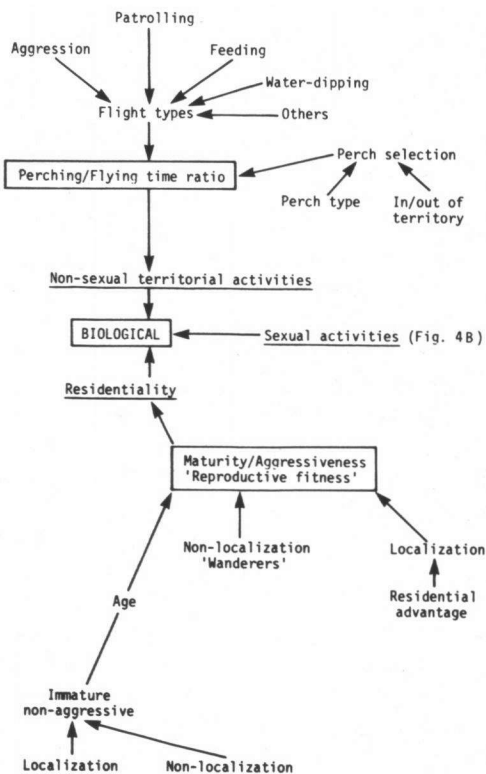 Patrolling
Aggression
Feeding
Water-dipping
Flight types
Others
Perch selection
Perching/Flying time ratio
Perch type
In/out of
territory
Non-sexual territorial activities
BIOLOGICAL
Sexual activities (Fig. 4B)
Residentiality
Maturity/Aggressiveness
'Reproductive fitness'
Non-localization
'Wanderers'
Localization
Residential
advantage
Age
Immature
non-aggressive
Localization
Non-localization